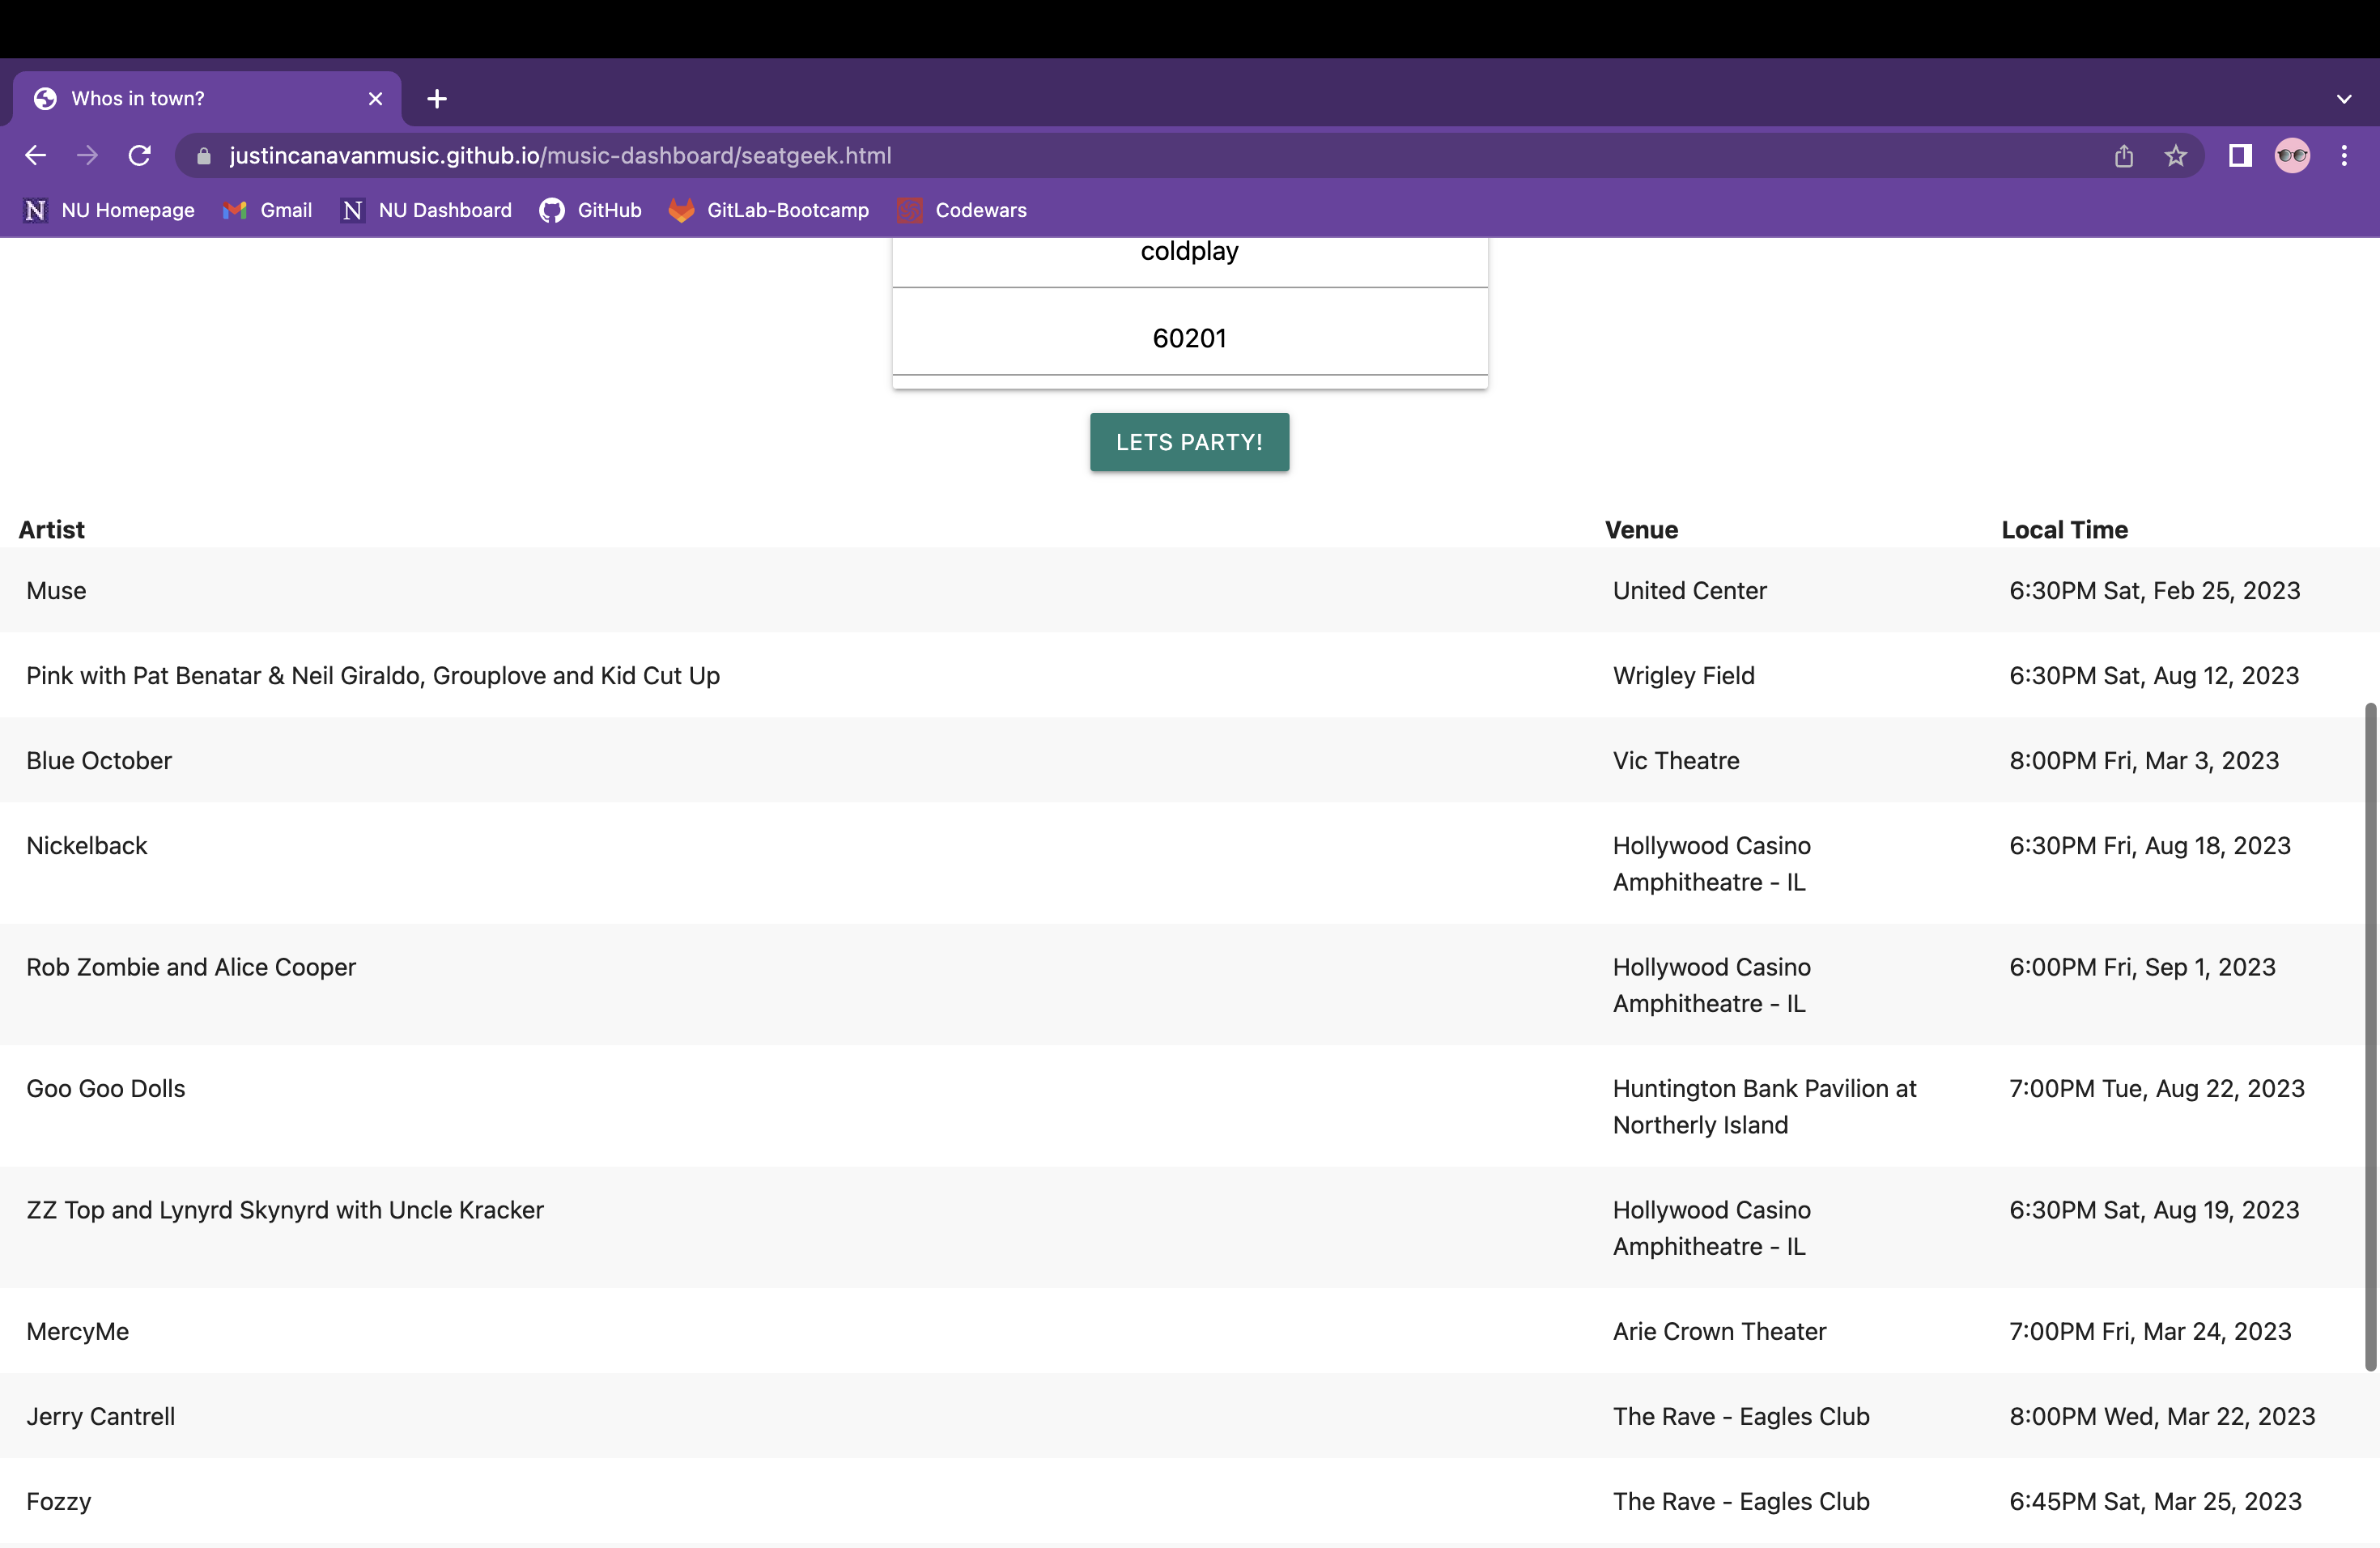 Whos in town?
justincanavanmusic.github.io/music-dashboard/seatgeek.html
N NU Homepage Gmail N NU Dashboard GitHub GitLab-Bootcamp Codewars
coldplay
60201
LETS PARTY!
Artist Venue Local Time
Muse United Center 6:30PM Sat, Feb 25, 2023
Pink with Pat Benatar & Neil Giraldo, Grouplove and Kid Cut Up Wrigley Field 6:30PM Sat, Aug 12, 2023
Blue October Vic Theatre 8:00PM Fri, Mar 3, 2023
Nickelback Hollywood Casino 6:30PM Fri, Aug 18, 2023
Amphitheatre - IL
Rob Zombie and Alice Cooper Hollywood Casino 6:00PM Fri, Sep 1, 2023
Amphitheatre - IL
Goo Goo Dolls Huntington Bank Pavilion at 7:00PM Tue, Aug 22, 2023
Northerly Island
ZZ Top and Lynyrd Skynyrd with Uncle Kracker Hollywood Casino 6:30PM Sat, Aug 19, 2023
Amphitheatre - IL
MercyMe Arie Crown Theater 7:00PM Fri, Mar 24, 2023
Jerry Cantrell The Rave - Eagles Club 8:00PM Wed, Mar 22, 2023
Fozzy The Rave - Eagles Club 6:45PM Sat, Mar 25, 2023